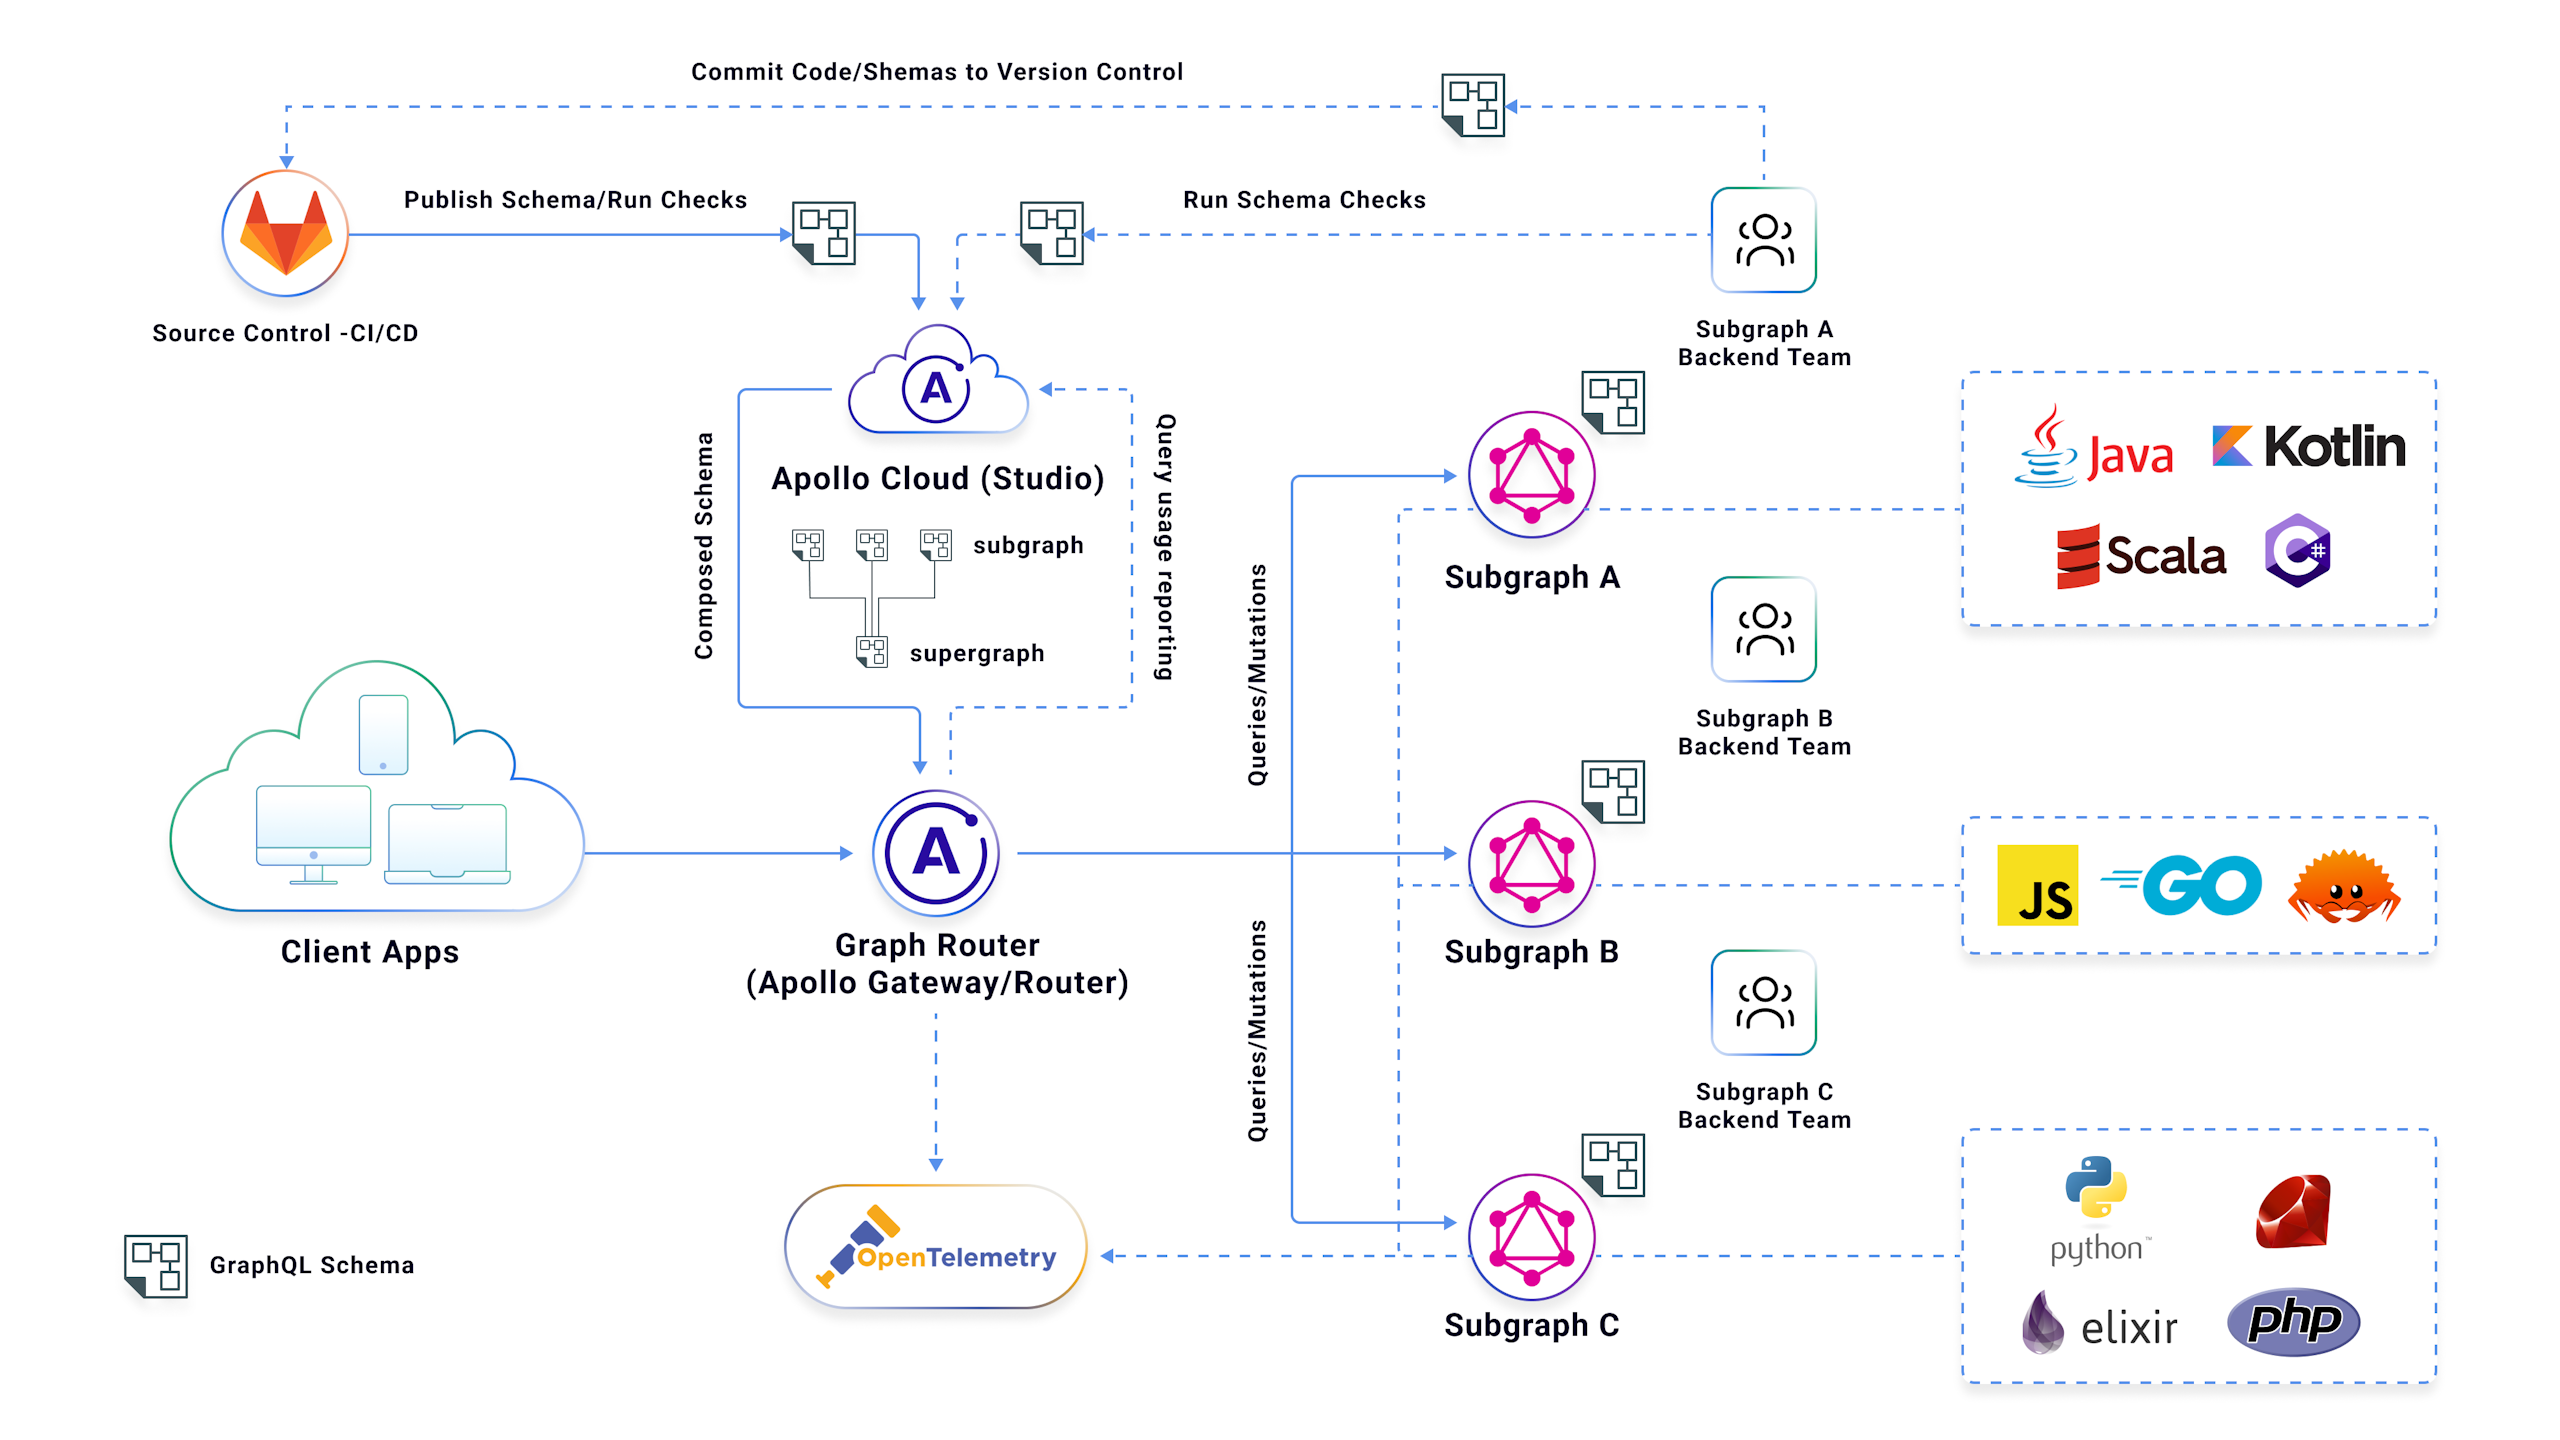 Commit Code/Shemas to Version Control
Publish Schema/Run Checks
Run Schema Checks
Source Control -CI/CD
Subgraph A
Backend Team
A
Apollo Cloud (Studio)
Composed Schema
Query usage reporting
subgraph
supergraph
Java
Kotlin
Scala
C#
Subgraph A
Queries/Mutations
Subgraph B
Backend Team
A
Client Apps
Graph Router
(Apollo Gateway/Router)
Subgraph B
JS
GO
Queries/Mutations
Subgraph C
Backend Team
OpenTelemetry
Subgraph C
python™
elixir
php
GraphQL Schema